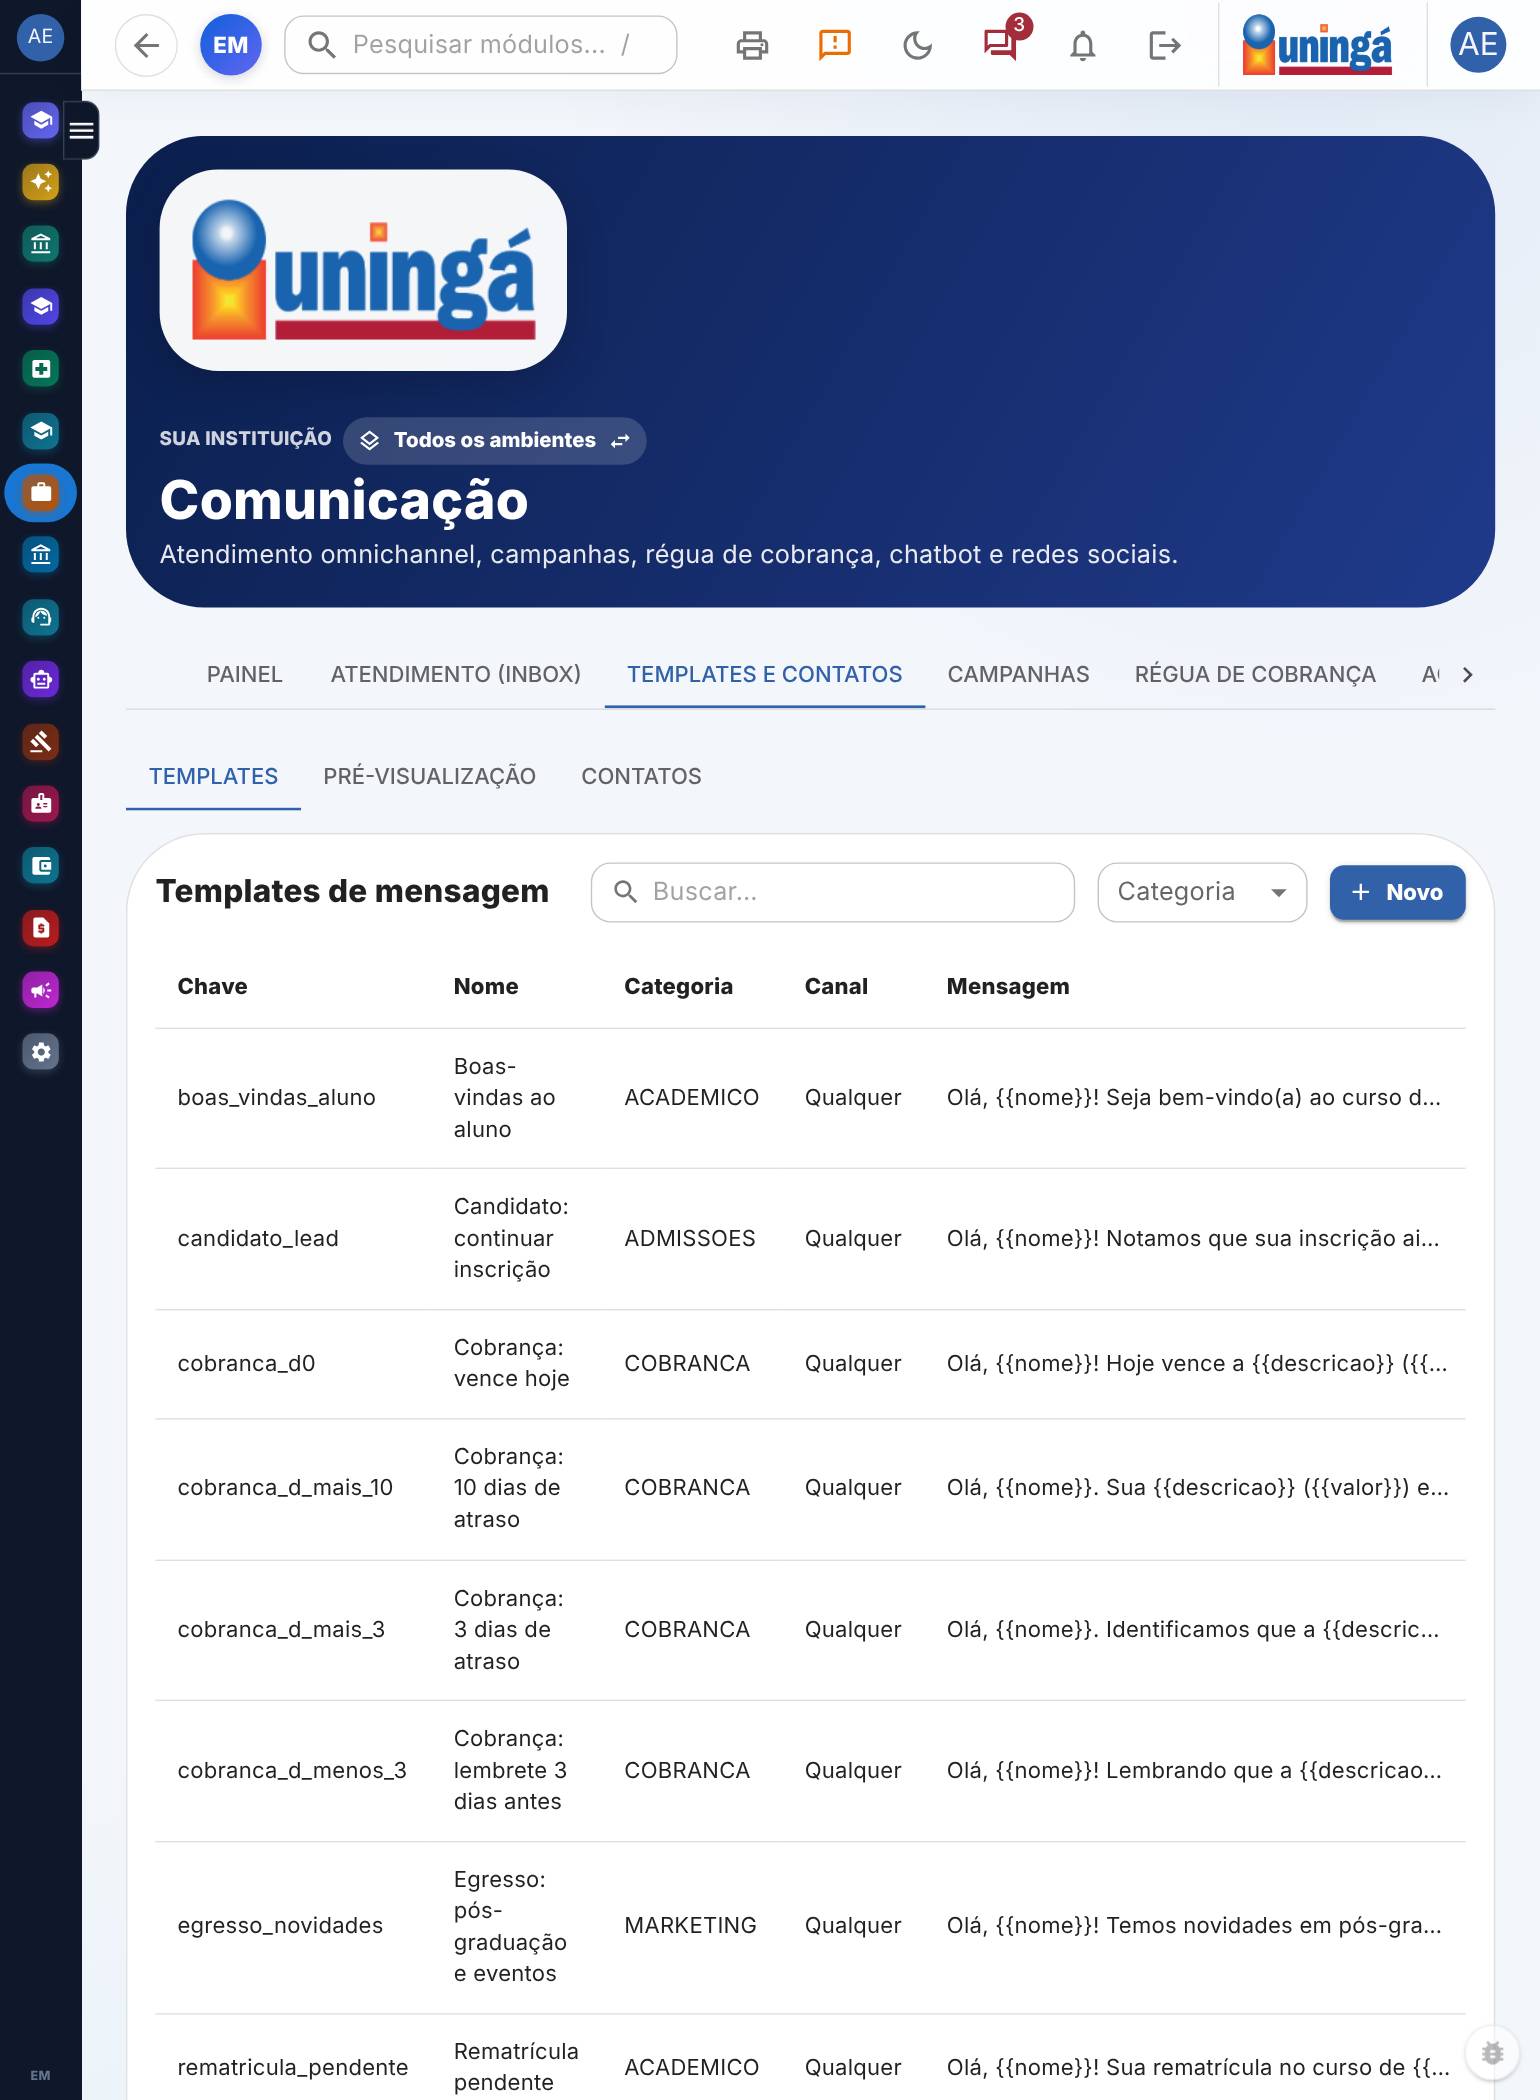 AE
EM
Pesquisar módulos... /
3
uningá
AE
uningá
SUA INSTITUIÇÃO
Todos os ambientes
Comunicação
Atendimento omnichannel, campanhas, régua de cobrança, chatbot e redes sociais.
PAINEL
ATENDIMENTO (INBOX)
TEMPLATES E CONTATOS
CAMPANHAS
RÉGUA DE COBRANÇA
TEMPLATES
PRÉ-VISUALIZAÇÃO
CONTATOS
Templates de mensagem
Buscar...
Categoria
+ Novo
Chave Nome Categoria Canal Mensagem
boas_vindas_aluno
Boas-
vindas ao
aluno
ACADEMICO
Qualquer
Olá, {{nome}}! Seja bem-vindo(a) ao curso d...
candidato_lead
Candidato:
continuar
inscrição
ADMISSOES
Qualquer
Olá, {{nome}}! Notamos que sua inscrição ai...
cobranca_d0
Cobrança:
vence hoje
COBRANCA
Qualquer
Olá, {{nome}}! Hoje vence a {{descricao}} ({{...
cobranca_d_mais_10
Cobrança:
10 dias de
atraso
COBRANCA
Qualquer
Olá, {{nome}}. Sua {{descricao}} ({{valor}}) e...
cobranca_d_mais_3
Cobrança:
3 dias de
atraso
COBRANCA
Qualquer
Olá, {{nome}}. Identificamos que a {{descric...
cobranca_d_menos_3
Cobrança:
lembrete 3
dias antes
COBRANCA
Qualquer
Olá, {{nome}}! Lembrando que a {{descricao...
egresso_novidades
Egresso:
pós-
graduação
e eventos
MARKETING
Qualquer
Olá, {{nome}}! Temos novidades em pós-gra...
rematricula_pendente
Rematrícula
pendente
ACADEMICO
Qualquer
Olá, {{nome}}! Sua rematrícula no curso de {{...
EM